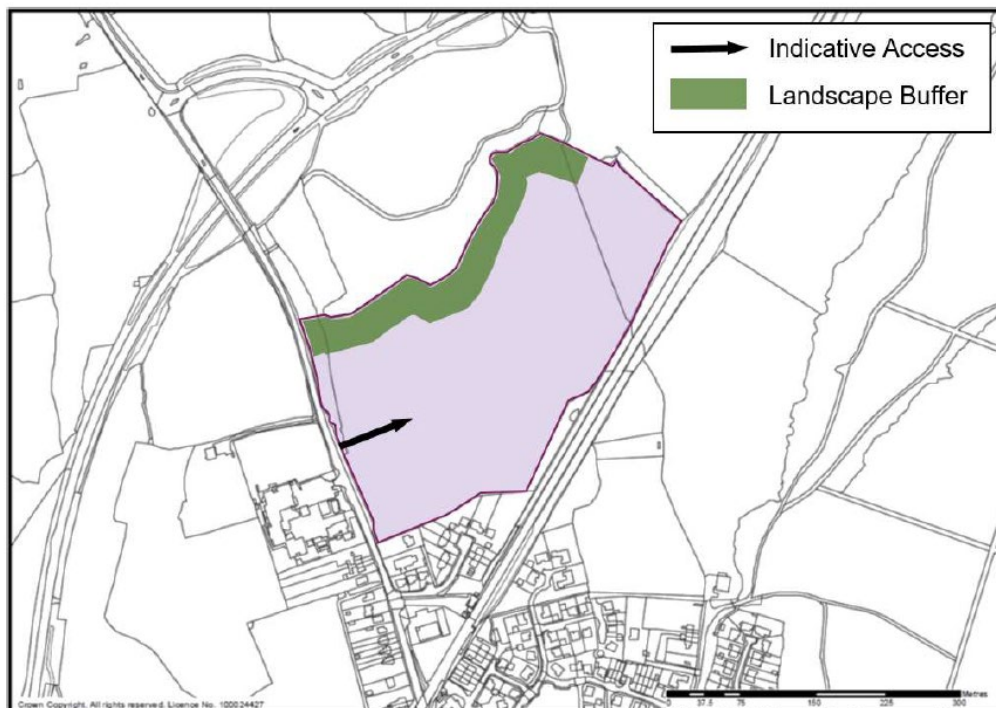 Indicative Access
Landscape Buffer
Metres
0 37.5 75 150 225 300
Crown Copyright. All rights reserved. Licence No. 100024427